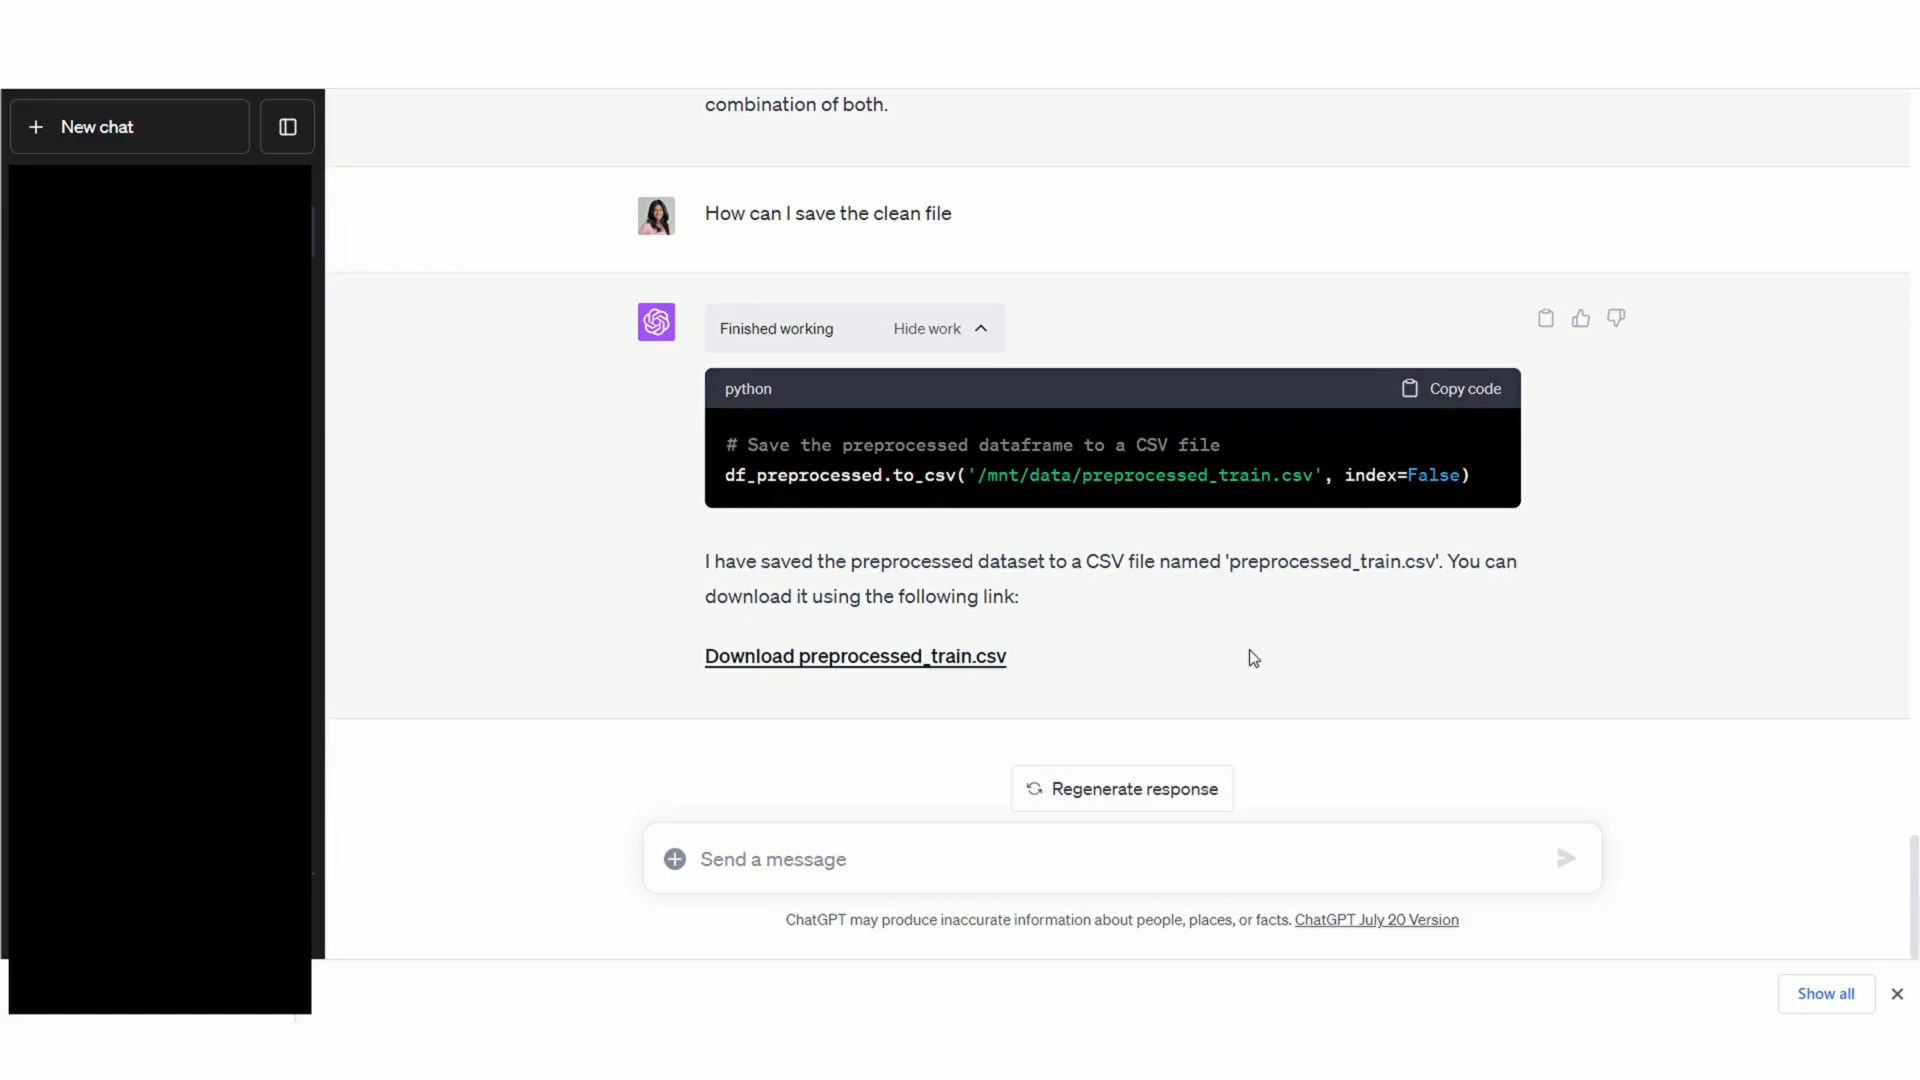 New chat
combination of both.
How can I save the clean file
Finished working Hide work
python Copy code
# Save the preprocessed dataframe to a CSV file
df_preprocessed.to_csv('/mnt/data/preprocessed_train.csv', index=False)
I have saved the preprocessed dataset to a CSV file named 'preprocessed_train.csv'. You can
download it using the following link:
Download preprocessed_train.csv
Regenerate response
Send a message
ChatGPT may produce inaccurate information about people, places, or facts. ChatGPT July 20 Version
Show all